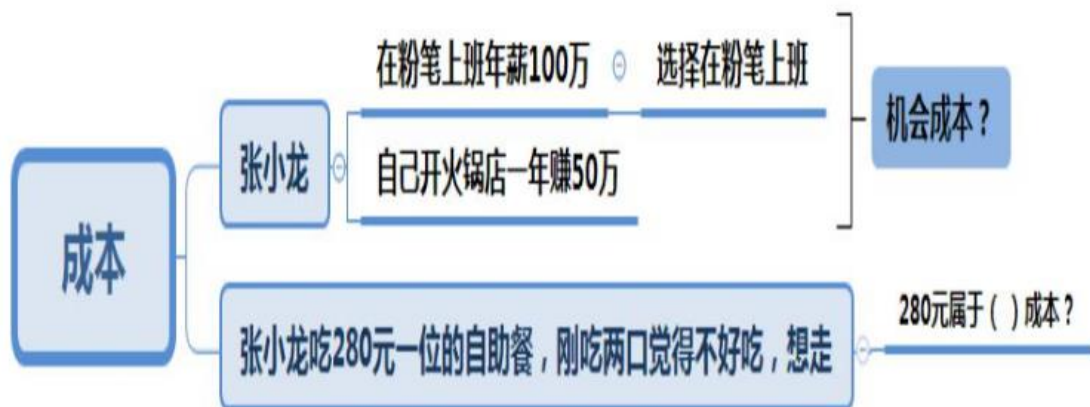 成本
张小龙
在粉笔上班年薪100万
选择在粉笔上班
自己开火锅店一年赚50万
机会成本？
张小龙吃280元一位的自助餐，刚吃两口觉得不好吃，想走
280元属于（ ）成本？